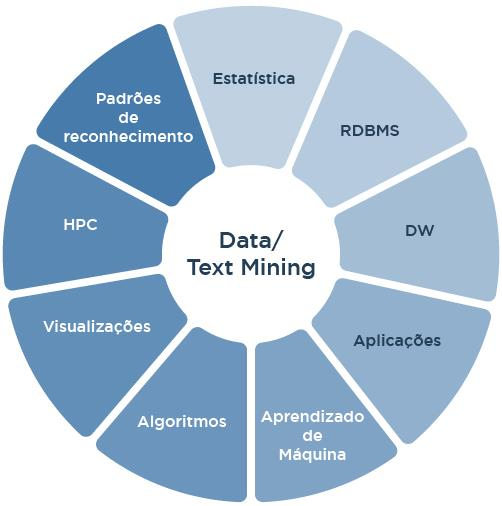 Estatística
RDBMS
DW
Aplicações
Aprendizado
de
Máquina
Algoritmos
Visualizações
HPC
Padrões
de
reconhecimento
Data/
Text Mining